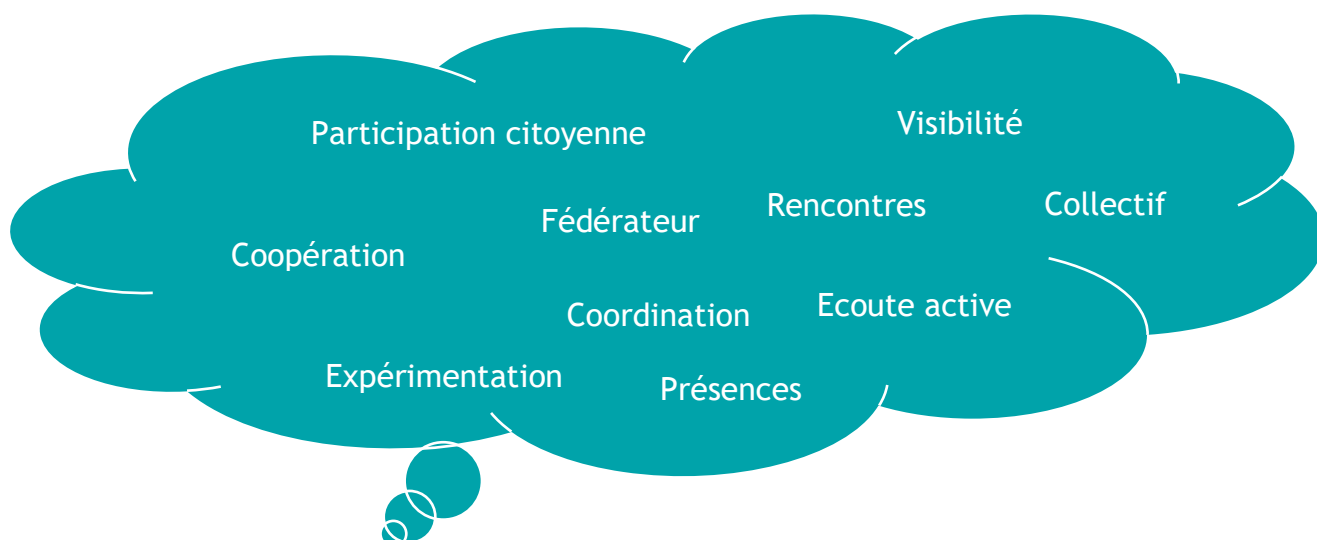 Participation citoyenne
Visibilité
Fédérateur
Rencontres
Collectif
Coopération
Coordination
Ecoute active
Expérimentation
Présences